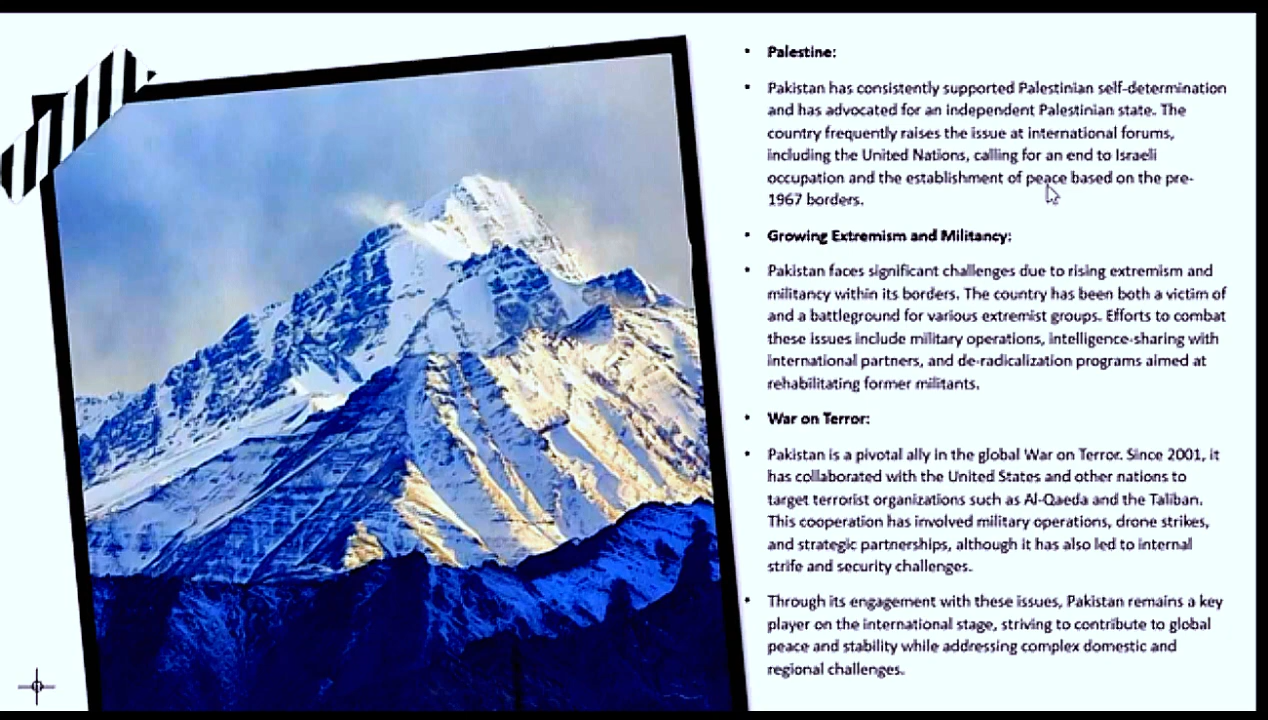 • Palestine:
• Pakistan has consistently supported Palestinian self-determination
and has advocated for an independent Palestinian state. The
country frequently raises the issue at international forums,
including the United Nations, calling for an end to Israeli
occupation and the establishment of peace based on the pre-
1967 borders.
• Growing Extremism and Militancy:
• Pakistan faces significant challenges due to rising extremism and
militancy within its borders. The country has been both a victim of
and a battleground for various extremist groups. Efforts to combat
these issues include military operations, intelligence-sharing with
international partners, and de-radicalization programs aimed at
rehabilitating former militants.
• War on Terror:
• Pakistan is a pivotal ally in the global War on Terror. Since 2001, it
has collaborated with the United States and other nations to
target terrorist organizations such as Al-Qaeda and the Taliban.
This cooperation has involved military operations, drone strikes,
and strategic partnerships, although it has also led to internal
strife and security challenges.
• Through its engagement with these issues, Pakistan remains a key
player on the international stage, striving to contribute to global
peace and stability while addressing complex domestic and
regional challenges.